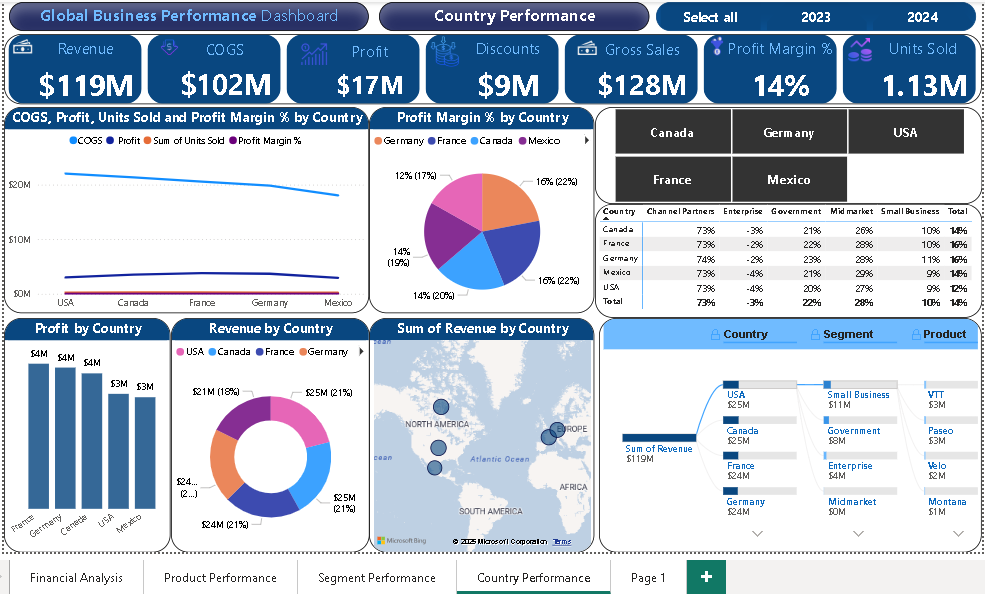 Global Business Performance Dashboard
Country Performance
Select all 2023 2024
Revenue
$119M
COGS
$102M
Profit
$17M
Discounts
$9M
Gross Sales
$128M
Profit Margin %
14%
Units Sold
1.13M
COGS, Profit, Units Sold and Profit Margin % by Country
COGS Profit Sum of Units Sold Profit Margin %
$20M
$10M
$0M
USA Canada France Germany Mexico
Profit Margin % by Country
Germany France Canada Mexico
12% (17%)
16% (22%)
14%
(19%)
14% (20%)
16% (22%)
Canada Germany USA
France Mexico
Country Channel Partners Enterprise Government Midmarket Small Business Total
Canada 73% -3% 21% 26% 10% 14%
France 73% -2% 22% 28% 10% 16%
Germany 74% -2% 23% 28% 11% 16%
Mexico 73% -4% 21% 29% 9% 14%
USA 73% -4% 20% 27% 9% 12%
Total 73% -3% 22% 28% 10% 14%
Profit by Country
$4M $4M $4M $3M $3M
France Germany Canada USA Mexico
Revenue by Country
USA Canada France Germany
$21M (18%)
$25M (21%)
$24...
(2...)
$25M
(21%)
$24M (21%)
Sum of Revenue by Country
ocean
NORTH AMERICA
EUROPE
ocean
Atlantic Ocean
AFRICA
SOUTH AMERICA
Microsoft Bing
© 2025 Microsoft Corporation Terms
Country Segment Product
Sum of Revenue
$119M
USA
$25M
Canada
$25M
France
$24M
Germany
$24M
Small Business
$11M
Government
$8M
Enterprise
$4M
Midmarket
$0M
VTT
$3M
Paseo
$3M
Velo
$2M
Montana
$1M
Financial Analysis Product Performance Segment Performance Country Performance Page 1 +